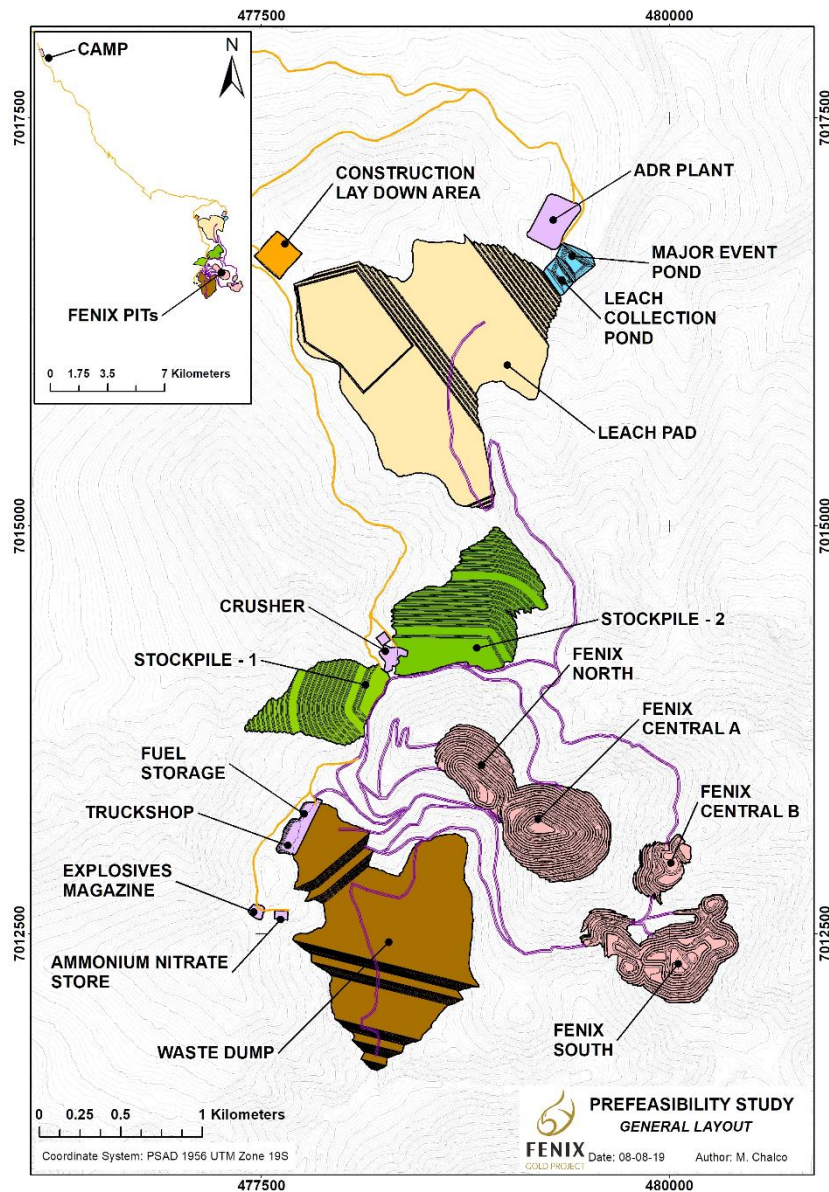 477500
480000
CAMP
N
FENIX PITs
0 1.75 3.5 7 Kilometers
7017500
7017500
CONSTRUCTION
LAY DOWN AREA
ADR PLANT
MAJOR EVENT
POND
LEACH
COLLECTION
POND
LEACH PAD
7015000
7015000
CRUSHER
STOCKPILE - 2
STOCKPILE - 1
FENIX
NORTH
FENIX
CENTRAL A
FUEL
STORAGE
TRUCKSHOP
FENIX
CENTRAL B
EXPLOSIVES
MAGAZINE
7012500
7012500
AMMONIUM NITRATE
STORE
WASTE DUMP
FENIX
SOUTH
0 0.25 0.5 1 Kilometers
Coordinate System: PSAD 1956 UTM Zone 19S
FENIX
GOLD PROJECT
PREFEASIBILITY STUDY
GENERAL LAYOUT
Date: 08-08-19 Author: M. Chalco
477500
480000